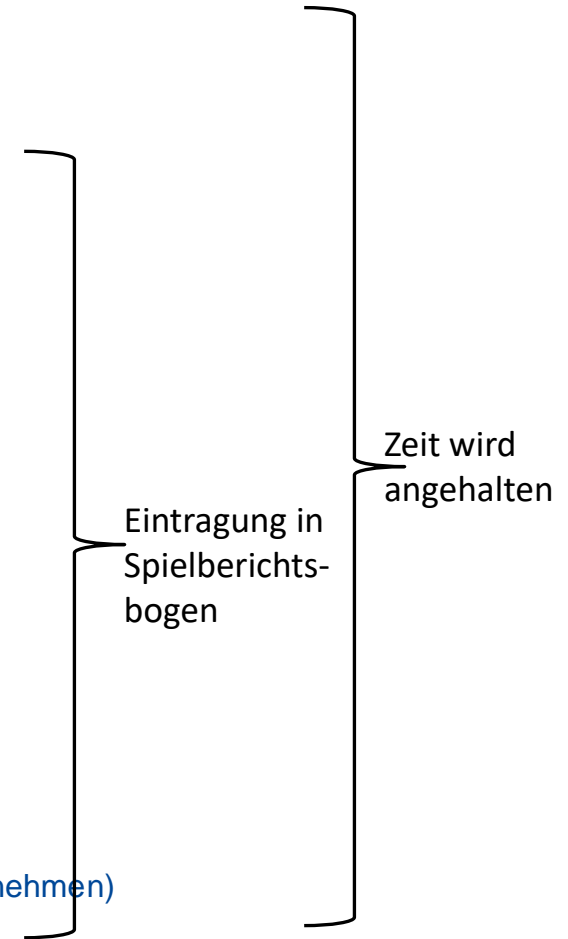 Zeit wird
angehalten
Eintragung in
Spielberichts-
bogen
nehmen)